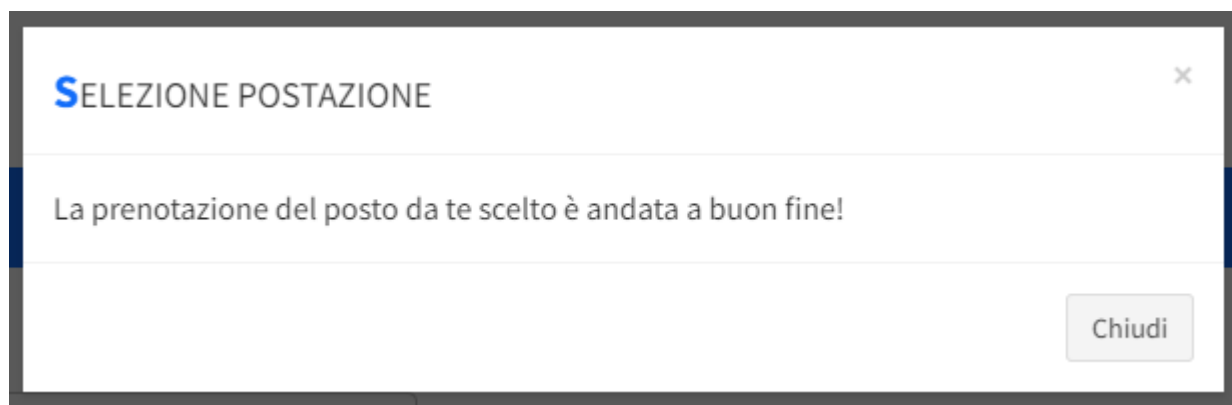 SELEZIONE POSTAZIONE ×
La prenotazione del posto da te scelto è andata a buon fine!
Chiudi